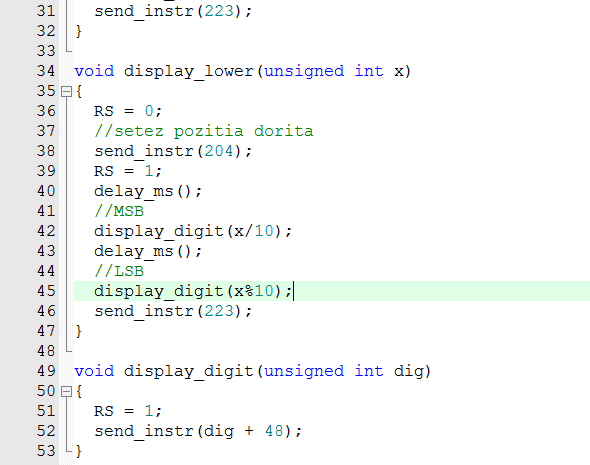 31 send_instr(223);
32 }
33
34 void display_lower(unsigned int x)
35 {
36 RS = 0;
37 //setez pozitia dorita
38 send_instr(204);
39 RS = 1;
40 delay_ms();
41 //MSB
42 display_digit(x/10);
43 delay_ms();
44 //LSB
45 display_digit(x%10);
46 send_instr(223);
47 }
48
49 void display_digit(unsigned int dig)
50 {
51 RS = 1;
52 send_instr(dig + 48);
53 }